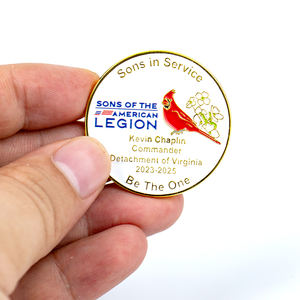 Sons in Service
SONS OF THE
AMERICAN
LEGION
Kevin Chaplin
Commander
Detachment of Virginia
2023-2025
Be The One